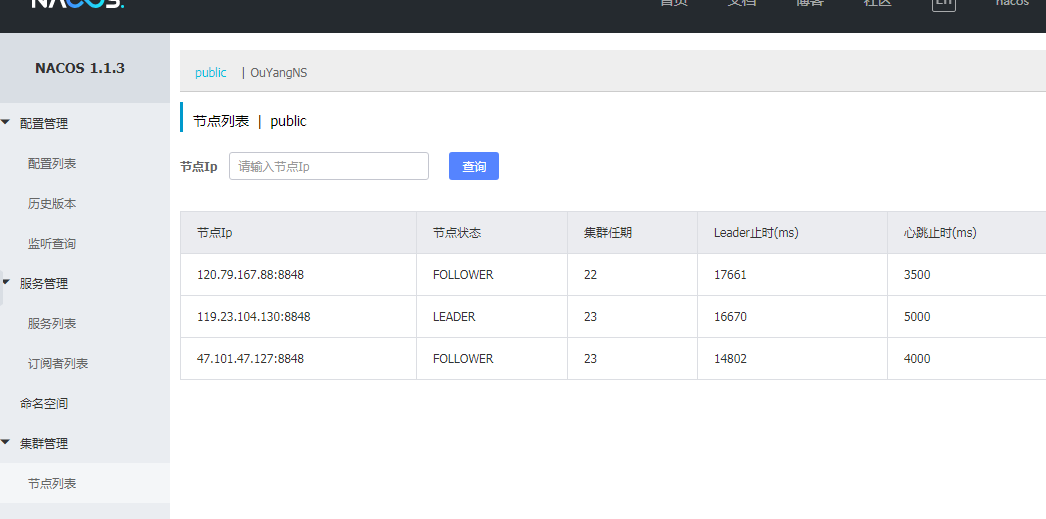 NACOS.
首页 文档 博客 社区 En nacos
NACOS 1.1.3
配置管理
配置列表
历史版本
监听查询
服务管理
服务列表
订阅者列表
命名空间
集群管理
节点列表
public | OuYangNS
节点列表 | public
节点Ip 请输入节点Ip 查询
节点Ip 节点状态 集群任期 Leader止时(ms) 心跳止时(ms)
120.79.167.88:8848 FOLLOWER 22 17661 3500
119.23.104.130:8848 LEADER 23 16670 5000
47.101.47.127:8848 FOLLOWER 23 14802 4000